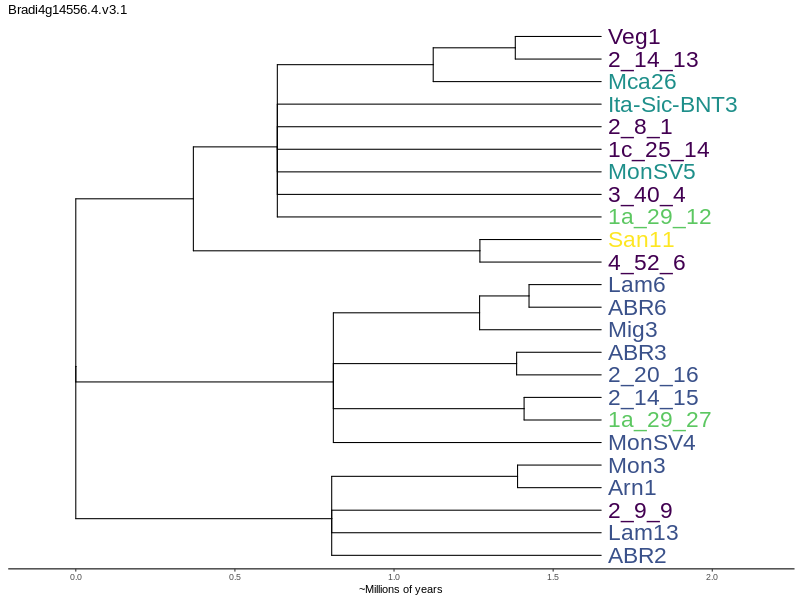 Bradi4g14556.4.v3.1
Veg1
2_14_13
Mca26
Ita-Sic-BNT3
2_8_1
1c_25_14
MonSV5
3_40_4
1a_29_12
San11
4_52_6
Lam6
ABR6
Mig3
ABR3
2_20_16
2_14_15
1a_29_27
MonSV4
Mon3
Arn1
2_9_9
Lam13
ABR2
0.0 0.5 1.0 1.5 2.0
~Millions of years